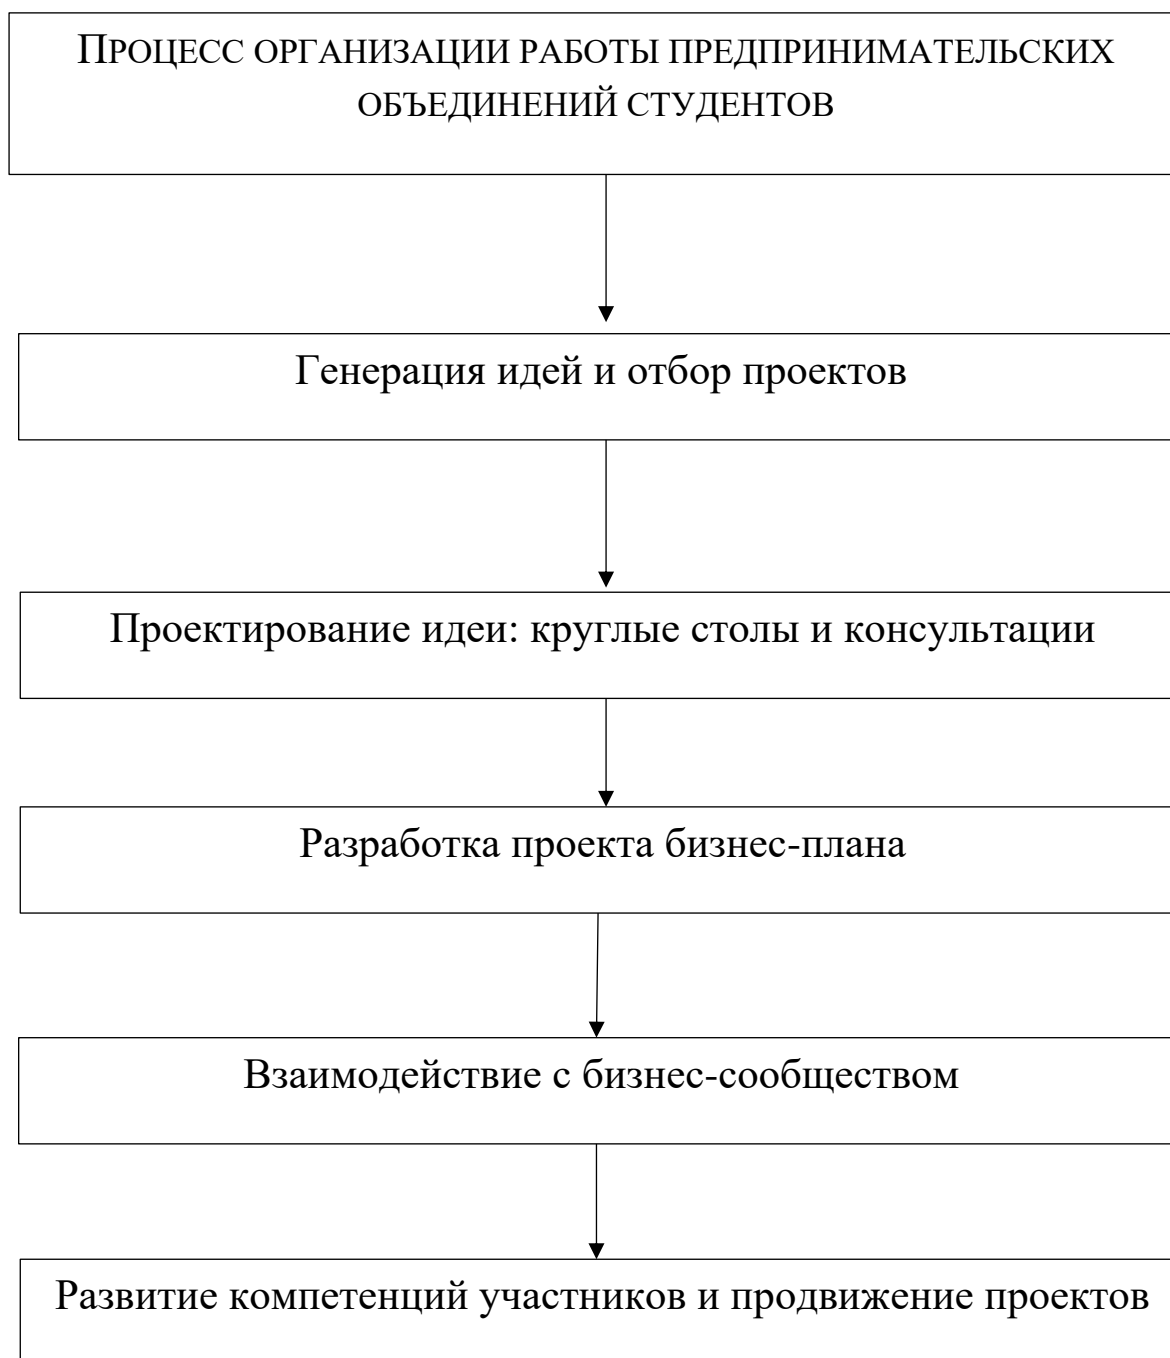 ПРОЦЕСС ОРГАНИЗАЦИИ РАБОТЫ ПРЕДПРИНИМАТЕЛЬСКИХ
ОБЪЕДИНЕНИЙ СТУДЕНТОВ
Генерация идей и отбор проектов
Проектирование идеи: круглые столы и консультации
Разработка проекта бизнес-плана
Взаимодействие с бизнес-сообществом
Развитие компетенций участников и продвижение проектов